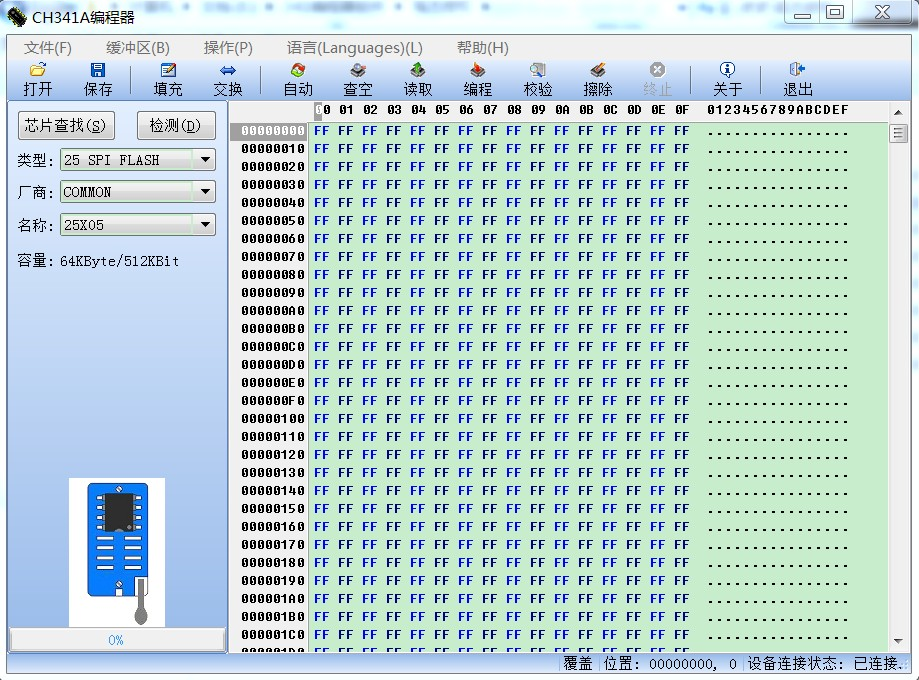 CH341A编程器
文件(F) 缓冲区(B) 操作(P) 语言(Languages)(L) 帮助(H)
打开 保存 填充 交换 自动 查空 读取 编程 校验 擦除 终止 关于 退出
芯片查找(S) 检测(D)
类型: 25 SPI FLASH
厂商: COMMON
名称: 25X05
容量: 64KByte/512KBit
0%
00 01 02 03 04 05 06 07 08 09 0A 0B 0C 0D 0E 0F 0123456789ABCDEF
00000000 FF FF FF FF FF FF FF FF FF FF FF FF FF FF FF FF ................
00000010 FF FF FF FF FF FF FF FF FF FF FF FF FF FF FF FF ................
00000020 FF FF FF FF FF FF FF FF FF FF FF FF FF FF FF FF ................
00000030 FF FF FF FF FF FF FF FF FF FF FF FF FF FF FF FF ................
00000040 FF FF FF FF FF FF FF FF FF FF FF FF FF FF FF FF ................
00000050 FF FF FF FF FF FF FF FF FF FF FF FF FF FF FF FF ................
00000060 FF FF FF FF FF FF FF FF FF FF FF FF FF FF FF FF ................
00000070 FF FF FF FF FF FF FF FF FF FF FF FF FF FF FF FF ................
00000080 FF FF FF FF FF FF FF FF FF FF FF FF FF FF FF FF ................
00000090 FF FF FF FF FF FF FF FF FF FF FF FF FF FF FF FF ................
000000A0 FF FF FF FF FF FF FF FF FF FF FF FF FF FF FF FF ................
000000B0 FF FF FF FF FF FF FF FF FF FF FF FF FF FF FF FF ................
000000C0 FF FF FF FF FF FF FF FF FF FF FF FF FF FF FF FF ................
000000D0 FF FF FF FF FF FF FF FF FF FF FF FF FF FF FF FF ................
000000E0 FF FF FF FF FF FF FF FF FF FF FF FF FF FF FF FF ................
000000F0 FF FF FF FF FF FF FF FF FF FF FF FF FF FF FF FF ................
00000100 FF FF FF FF FF FF FF FF FF FF FF FF FF FF FF FF ................
00000110 FF FF FF FF FF FF FF FF FF FF FF FF FF FF FF FF ................
00000120 FF FF FF FF FF FF FF FF FF FF FF FF FF FF FF FF ................
00000130 FF FF FF FF FF FF FF FF FF FF FF FF FF FF FF FF ................
00000140 FF FF FF FF FF FF FF FF FF FF FF FF FF FF FF FF ................
00000150 FF FF FF FF FF FF FF FF FF FF FF FF FF FF FF FF ................
00000160 FF FF FF FF FF FF FF FF FF FF FF FF FF FF FF FF ................
00000170 FF FF FF FF FF FF FF FF FF FF FF FF FF FF FF FF ................
00000180 FF FF FF FF FF FF FF FF FF FF FF FF FF FF FF FF ................
00000190 FF FF FF FF FF FF FF FF FF FF FF FF FF FF FF FF ................
000001A0 FF FF FF FF FF FF FF FF FF FF FF FF FF FF FF FF ................
000001B0 FF FF FF FF FF FF FF FF FF FF FF FF FF FF FF FF ................
000001C0 FF FF FF FF FF FF FF FF FF FF FF FF FF FF FF FF ................
覆盖 位置: 00000000, 0 设备连接状态: 已连接.